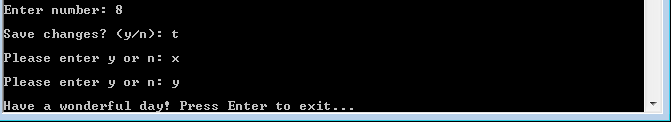 Enter number: 8
Save changes? (y/n): t
Please enter y or n: x
Please enter y or n: y
Have a wonderful day! Press Enter to exit...